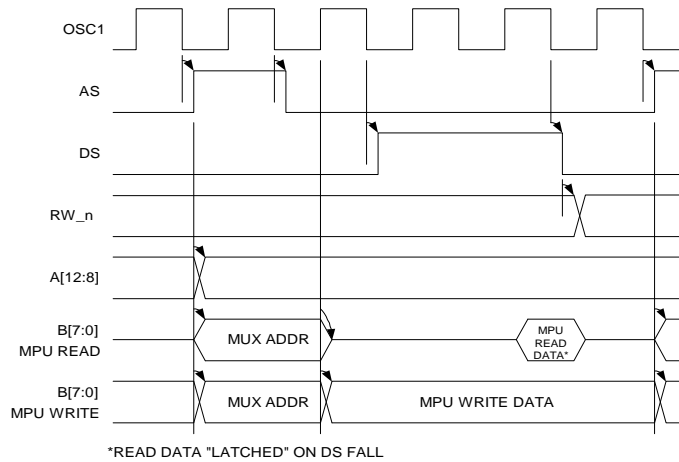 OSC1
AS
DS
RW_n
A[12:8]
B[7:0]
MPU READ
MUX ADDR
MPU
READ
DATA*
B[7:0]
MPU WRITE
MUX ADDR
MPU WRITE DATA
*READ DATA "LATCHED" ON DS FALL